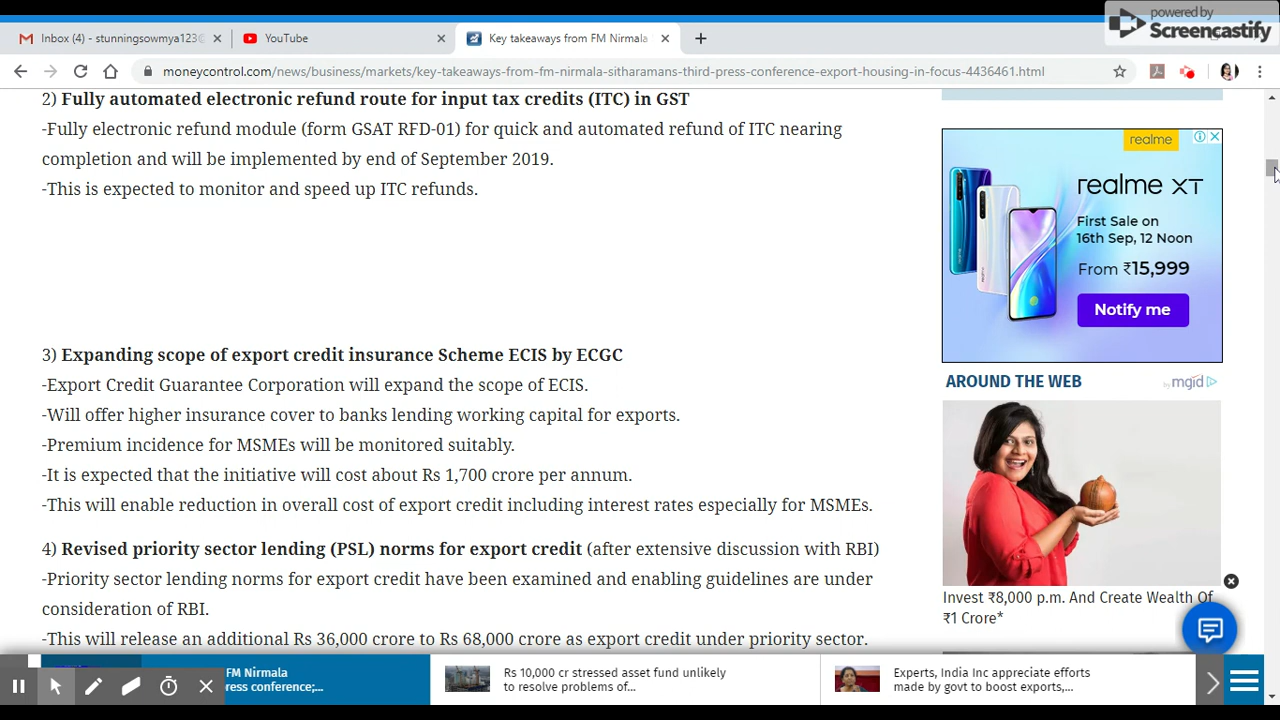 powered by
Screencastify
Inbox (4) - stunningsowmya123@
YouTube
Key takeaways from FM Nirmala
moneycontrol.com/news/business/markets/key-takeaways-from-fm-nirmala-sitharamans-third-press-conference-export-housing-in-focus-4436461.html
2) Fully automated electronic refund route for input tax credits (ITC) in GST
-Fully electronic refund module (form GSAT RFD-01) for quick and automated refund of ITC nearing
completion and will be implemented by end of September 2019.
-This is expected to monitor and speed up ITC refunds.
3) Expanding scope of export credit insurance Scheme ECIS by ECGC
-Export Credit Guarantee Corporation will expand the scope of ECIS.
-Will offer higher insurance cover to banks lending working capital for exports.
-Premium incidence for MSMEs will be monitored suitably.
-It is expected that the initiative will cost about Rs 1,700 crore per annum.
-This will enable reduction in overall cost of export credit including interest rates especially for MSMEs.
4) Revised priority sector lending (PSL) norms for export credit (after extensive discussion with RBI)
-Priority sector lending norms for export credit have been examined and enabling guidelines are under
consideration of RBI.
-This will release an additional Rs 36,000 crore to Rs 68,000 crore as export credit under priority sector.
realme
realme XT
First Sale on
16th Sep, 12 Noon
From ₹15,999
Notify me
AROUND THE WEB
by mgid
Invest ₹8,000 p.m. And Create Wealth Of
₹1 Crore*
FM Nirmala
press conference;...
Rs 10,000 cr stressed asset fund unlikely
to resolve problems of...
Experts, India Inc appreciate efforts
made by govt to boost exports,...